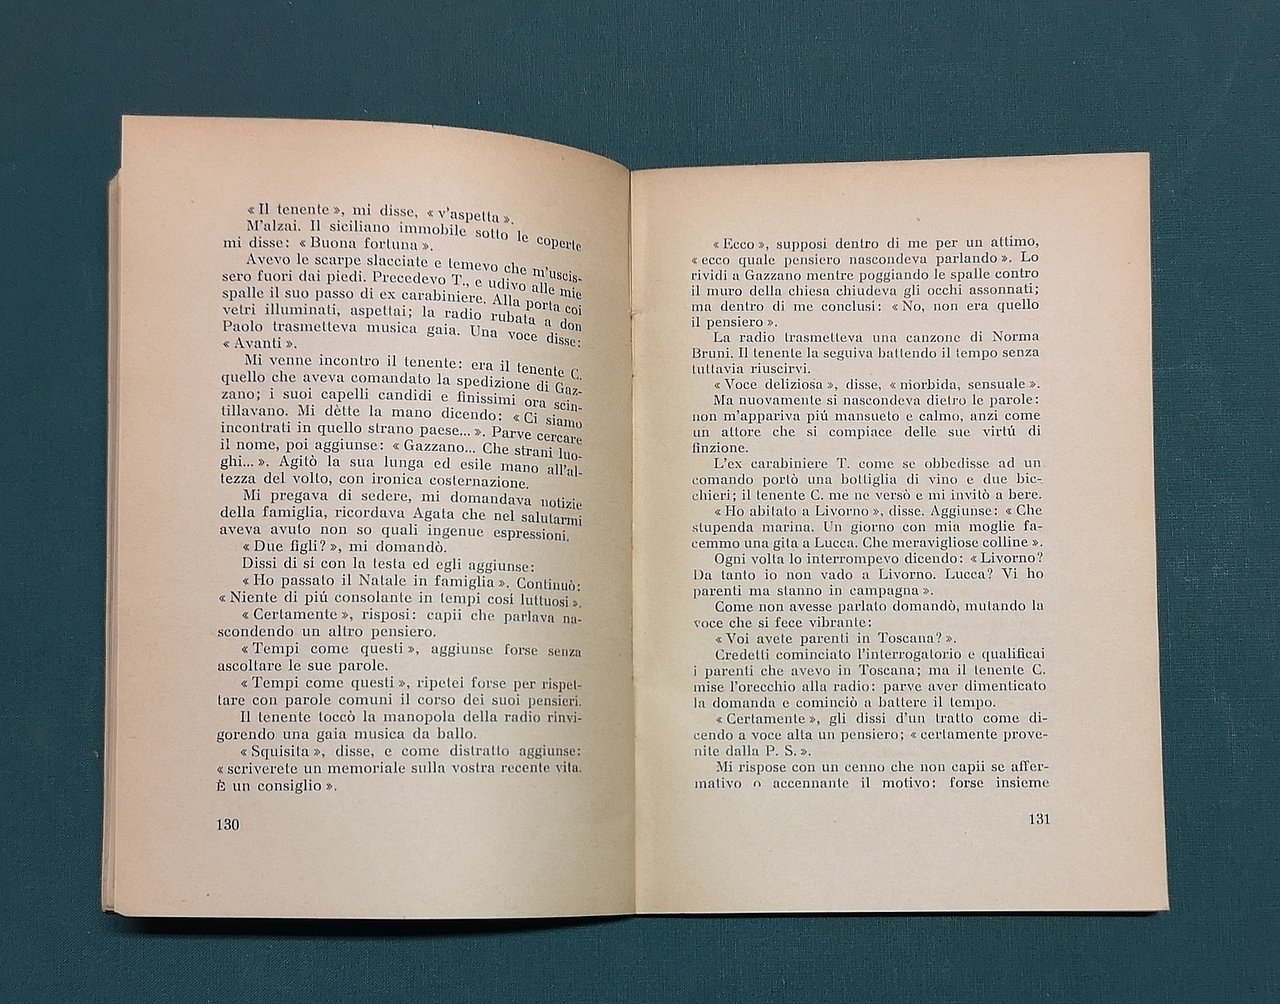 « Il tenente », mi disse, « v'aspetta ».
M'alzai. Il siciliano immobile sotto le coperte
mi disse: « Buona fortuna ».
Avevo le scarpe slacciate e temevo che m'uscis-
sero fuori dai piedi. Precedevo T., e udivo alle mie
spalle il suo passo di ex carabiniere. Alla porta coi
vetri illuminati, aspettai; la radio rubata a don
Paolo trasmetteva musica gaia. Una voce disse:
« Avanti ».
Mi venne incontro il tenente: era il tenente C.
quello che aveva comandato la spedizione di Gaz-
zano; i suoi capelli candidi e finissimi ora scin-
tillavano. Mi dètte la mano dicendo: « Ci siamo
incontrati in quello strano paese... ». Parve cercare
il nome, poi aggiunse: « Gazzano... Che strani luo-
ghi... ». Agitò la sua lunga ed esile mano all'al-
tezza del volto, con ironica costernazione.
Mi pregava di sedere, mi domandava notizie
della famiglia, ricordava Agata che nel salutarmi
aveva avuto non so quali ingenue espressioni.
« Due figli? », mi domandò.
Dissi di sí con la testa ed egli aggiunse:
« Ho passato il Natale in famiglia ». Continuò:
« Niente di piú consolante in tempi cosí luttuosi ».
« Certamente », risposi: capii che parlava na-
scondendo un altro pensiero.
« Tempi come questi », aggiunse forse senza
ascoltare le sue parole.
« Tempi come questi », ripetei forse per rispet-
tare con parole comuni il corso dei suoi pensieri.
Il tenente toccò la manopola della radio rinvi-
gorendo una gaia musica da ballo.
« Squisita », disse, e come distratto aggiunse:
« scriverete un memoriale sulla vostra recente vita.
È un consiglio ».
130
« Ecco », supposi dentro di me per un attimo,
« ecco quale pensiero nascondeva parlando ». Lo
rividi a Gazzano mentre poggiando le spalle contro
il muro della chiesa chiudeva gli occhi assonnati;
ma dentro di me conclusi: « No, non era quello
il pensiero ».
La radio trasmetteva una canzone di Norma
Bruni. Il tenente la seguiva battendo il tempo senza
tuttavia riuscirvi.
« Voce deliziosa », disse, « morbida, sensuale ».
Ma nuovamente si nascondeva dietro le parole:
non m'appariva piú mansueto e calmo, anzi come
un attore che si compiace delle sue virtú di
finzione.
L'ex carabiniere T. come se obbedisse ad un
comando portò una bottiglia di vino e due bic-
chieri; il tenente C. me ne versò e mi invitò a bere.
« Ho abitato a Livorno », disse. Aggiunse: « Che
stupenda marina. Un giorno con mia moglie fa-
cemmo una gita a Lucca. Che meravigliose colline ».
Ogni volta lo interrompevo dicendo: « Livorno?
Da tanto io non vado a Livorno. Lucca? Vi ho
parenti ma stanno in campagna ».
Come non avesse parlato domandò, mutando la
voce che si fece vibrante:
« Voi avete parenti in Toscana? ».
Credetti cominciato l'interrogatorio e qualificai
i parenti che avevo in Toscana; ma il tenente C.
mise l'orecchio alla radio: parve aver dimenticato
la domanda e cominciò a battere il tempo.
« Certamente », gli dissi d'un tratto come di-
cendo a voce alta un pensiero; « certamente prove-
nite dalla P. S. ».
Mi rispose con un cenno che non capii se affer-
mativo o accennante il motivo: forse insieme
131